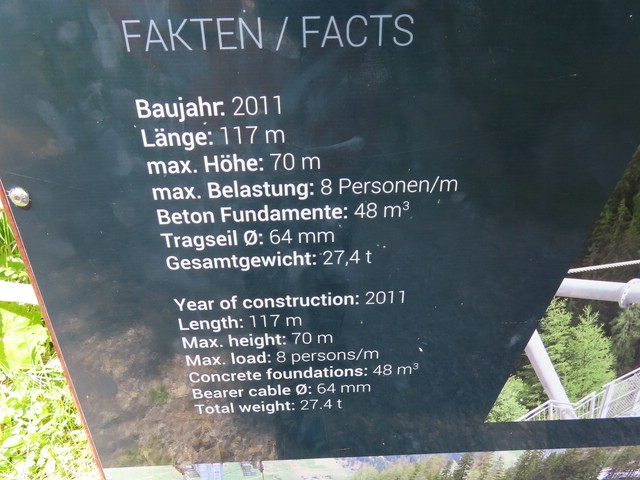 FAKTEN / FACTS
Baujahr: 2011
Länge: 117 m
max. Höhe: 70 m
max. Belastung: 8 Personen/m
Beton Fundamente: 48 m³
Tragseil Ø: 64 mm
Gesamtgewicht: 27,4 t
Year of construction: 2011
Length: 117 m
Max. height: 70 m
Max. load: 8 persons/m
Concrete foundations: 48 m³
Bearer cable Ø: 64 mm
Total weight: 27.4 t